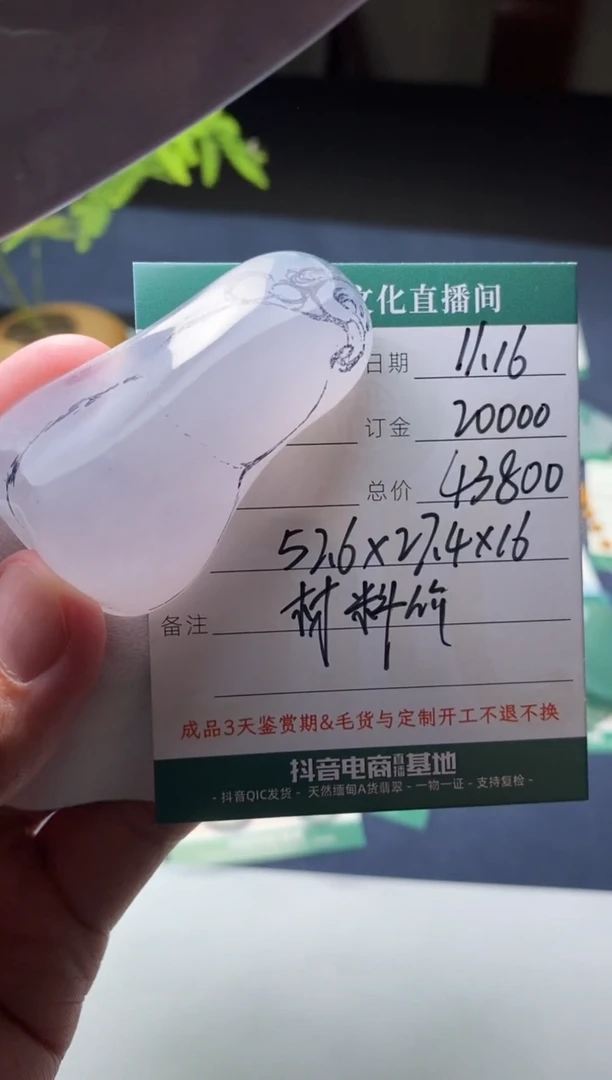 文化直播间
日期 11.16
订金 20000
总价 43800
52.6×27.4×16
备注 材料价
成品3天鉴赏期&毛货与定制开工不退不换
抖音电商直播基地
- 抖音QIC发货 - 天然缅甸A货翡翠 - 一物一证 - 支持复检 -